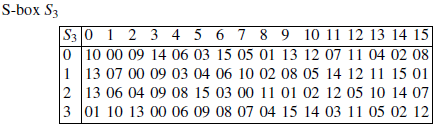 S-box S3
S3 0 1 2 3 4 5 6 7 8 9 10 11 12 13 14 15
0 10 00 09 14 06 03 15 05 01 13 12 07 11 04 02 08
1 13 07 00 09 03 04 06 10 02 08 05 14 12 11 15 01
2 13 06 04 09 08 15 03 00 11 01 02 12 05 10 14 07
3 01 10 13 00 06 09 08 07 04 15 14 03 11 05 02 12